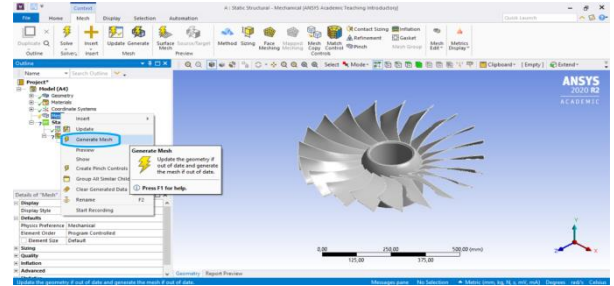 A : Static Structural - Mechanical [ANSYS Academic Teaching Introductory]
Context
File Home Mesh Display Selection Automation
Quick Launch
Duplicate Q Solve Insert Update Generate Surface Mesh Source/Target Method Sizing Face Meshing Mapped Meshing Mesh Copy Match Control Contact Sizing Inflation
Refinement Gasket
Pinch Mesh Group
Mesh Edit Metrics Display
Outline Solve Insert Mesh Preview Controls
Outline
Name Search Outline
Select Mode Clipboard [Empty] Extend
Project*
Model (A4)
Geometry
Materials
Coordinate Systems
Insert
Update
Generate Mesh
Preview
Show
Create Pinch Controls
Group All Similar Children
Clear Generated Data
Rename F2
Start Recording
Generate Mesh
Update the geometry if out of date and generate the mesh if out of date.
Press F1 for help.
ANSYS
2020 R2
ACADEMIC
Details of "Mesh"
Display
Display Style
Defaults
Physics Preference Mechanical
Element Order Program Controlled
Element Size Default
Sizing
Quality
Inflation
Advanced
0.00 250.00 500.00 (mm)
125.00 375.00
Y
X
Geometry Report Preview
Update the geometry if out of date and generate the mesh if out of date.
Messages pane No Selection Metric (mm, kg, N, s, mV, mA) Degrees rad/s Celsius